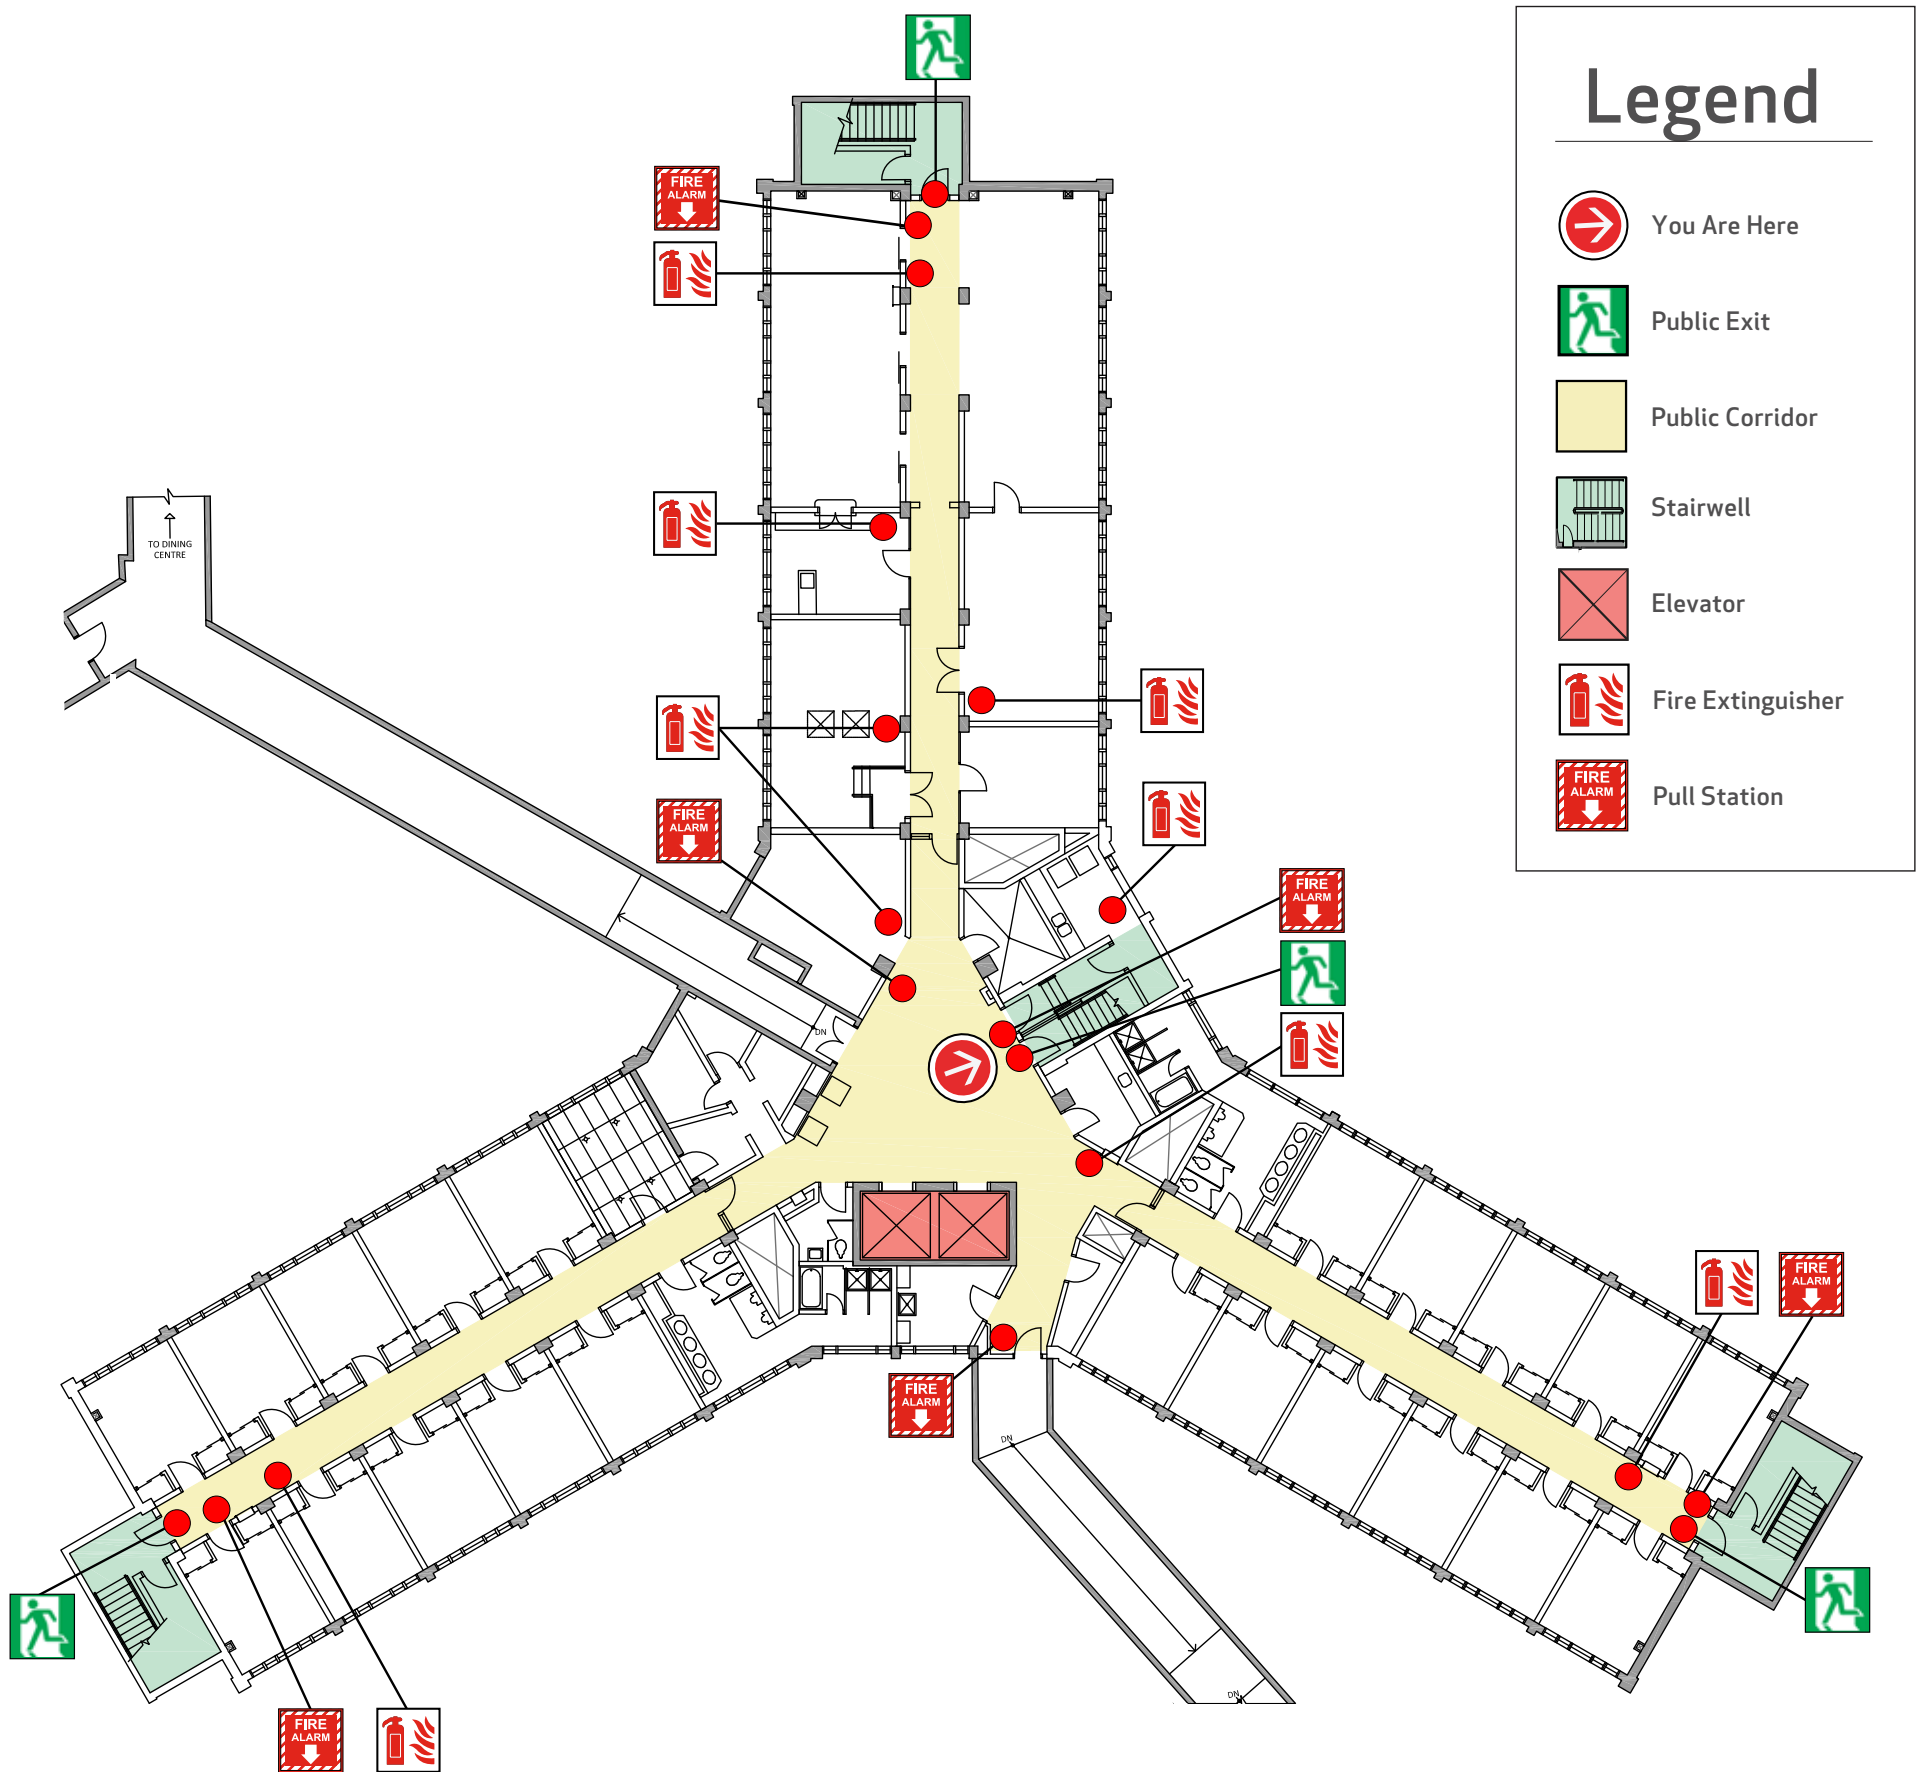 Legend
You Are Here
Public Exit
Public Corridor
Stairwell
Elevator
Fire Extinguisher
FIRE
ALARM
Pull Station
FIRE
ALARM
TO DINING
CENTRE
FIRE
ALARM
FIRE
ALARM
DN
FIRE
ALARM
FIRE
ALARM
DN
DN
FIRE
ALARM